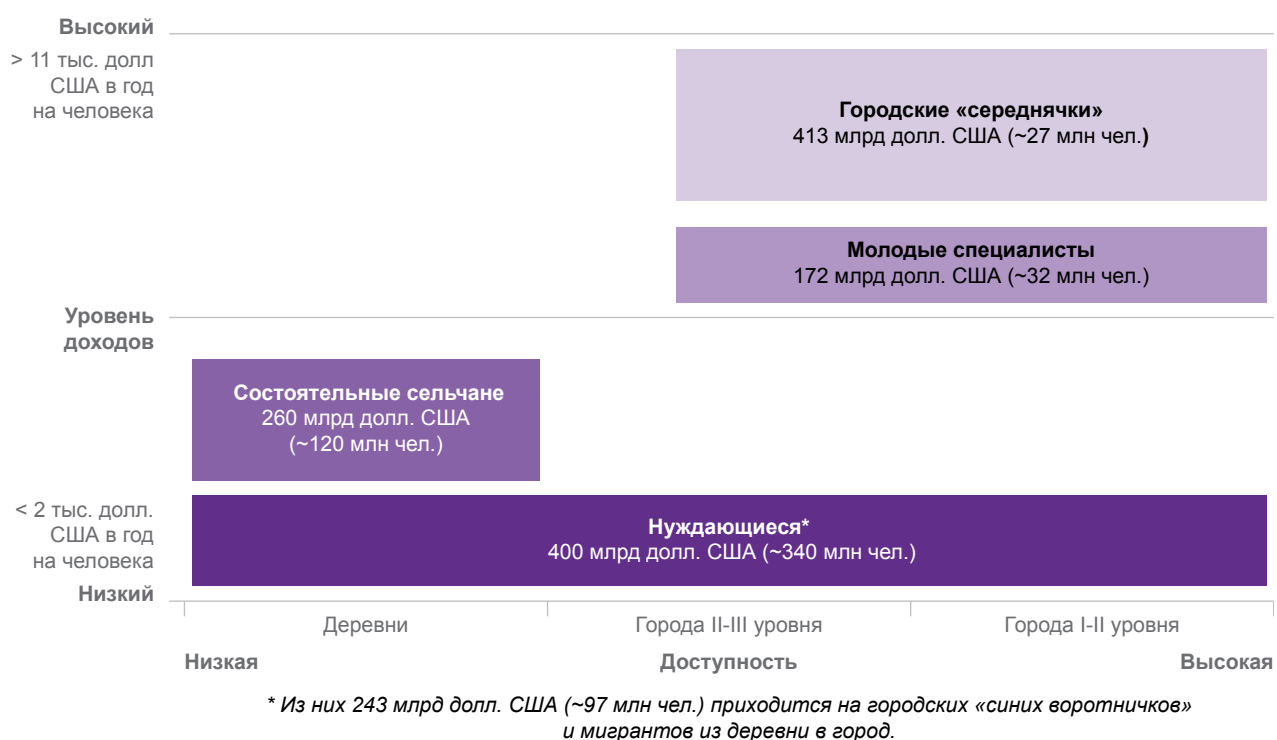 Высокий
> 11 тыс. долл
США в год
на человека
Городские «середнячки»
413 млрд долл. США (~27 млн чел.)
Молодые специалисты
172 млрд долл. США (~32 млн чел.)
Уровень
доходов
Состоятельные сельчане
260 млрд долл. США
(~120 млн чел.)
< 2 тыс. долл.
США в год
на человека
Нуждающиеся*
400 млрд долл. США (~340 млн чел.)
Низкий
Деревни
Города II-III уровня
Города I-II уровня
Низкая
Доступность
Высокая
* Из них 243 млрд долл. США (~97 млн чел.) приходится на городских «синих воротничков»
и мигрантов из деревни в город.